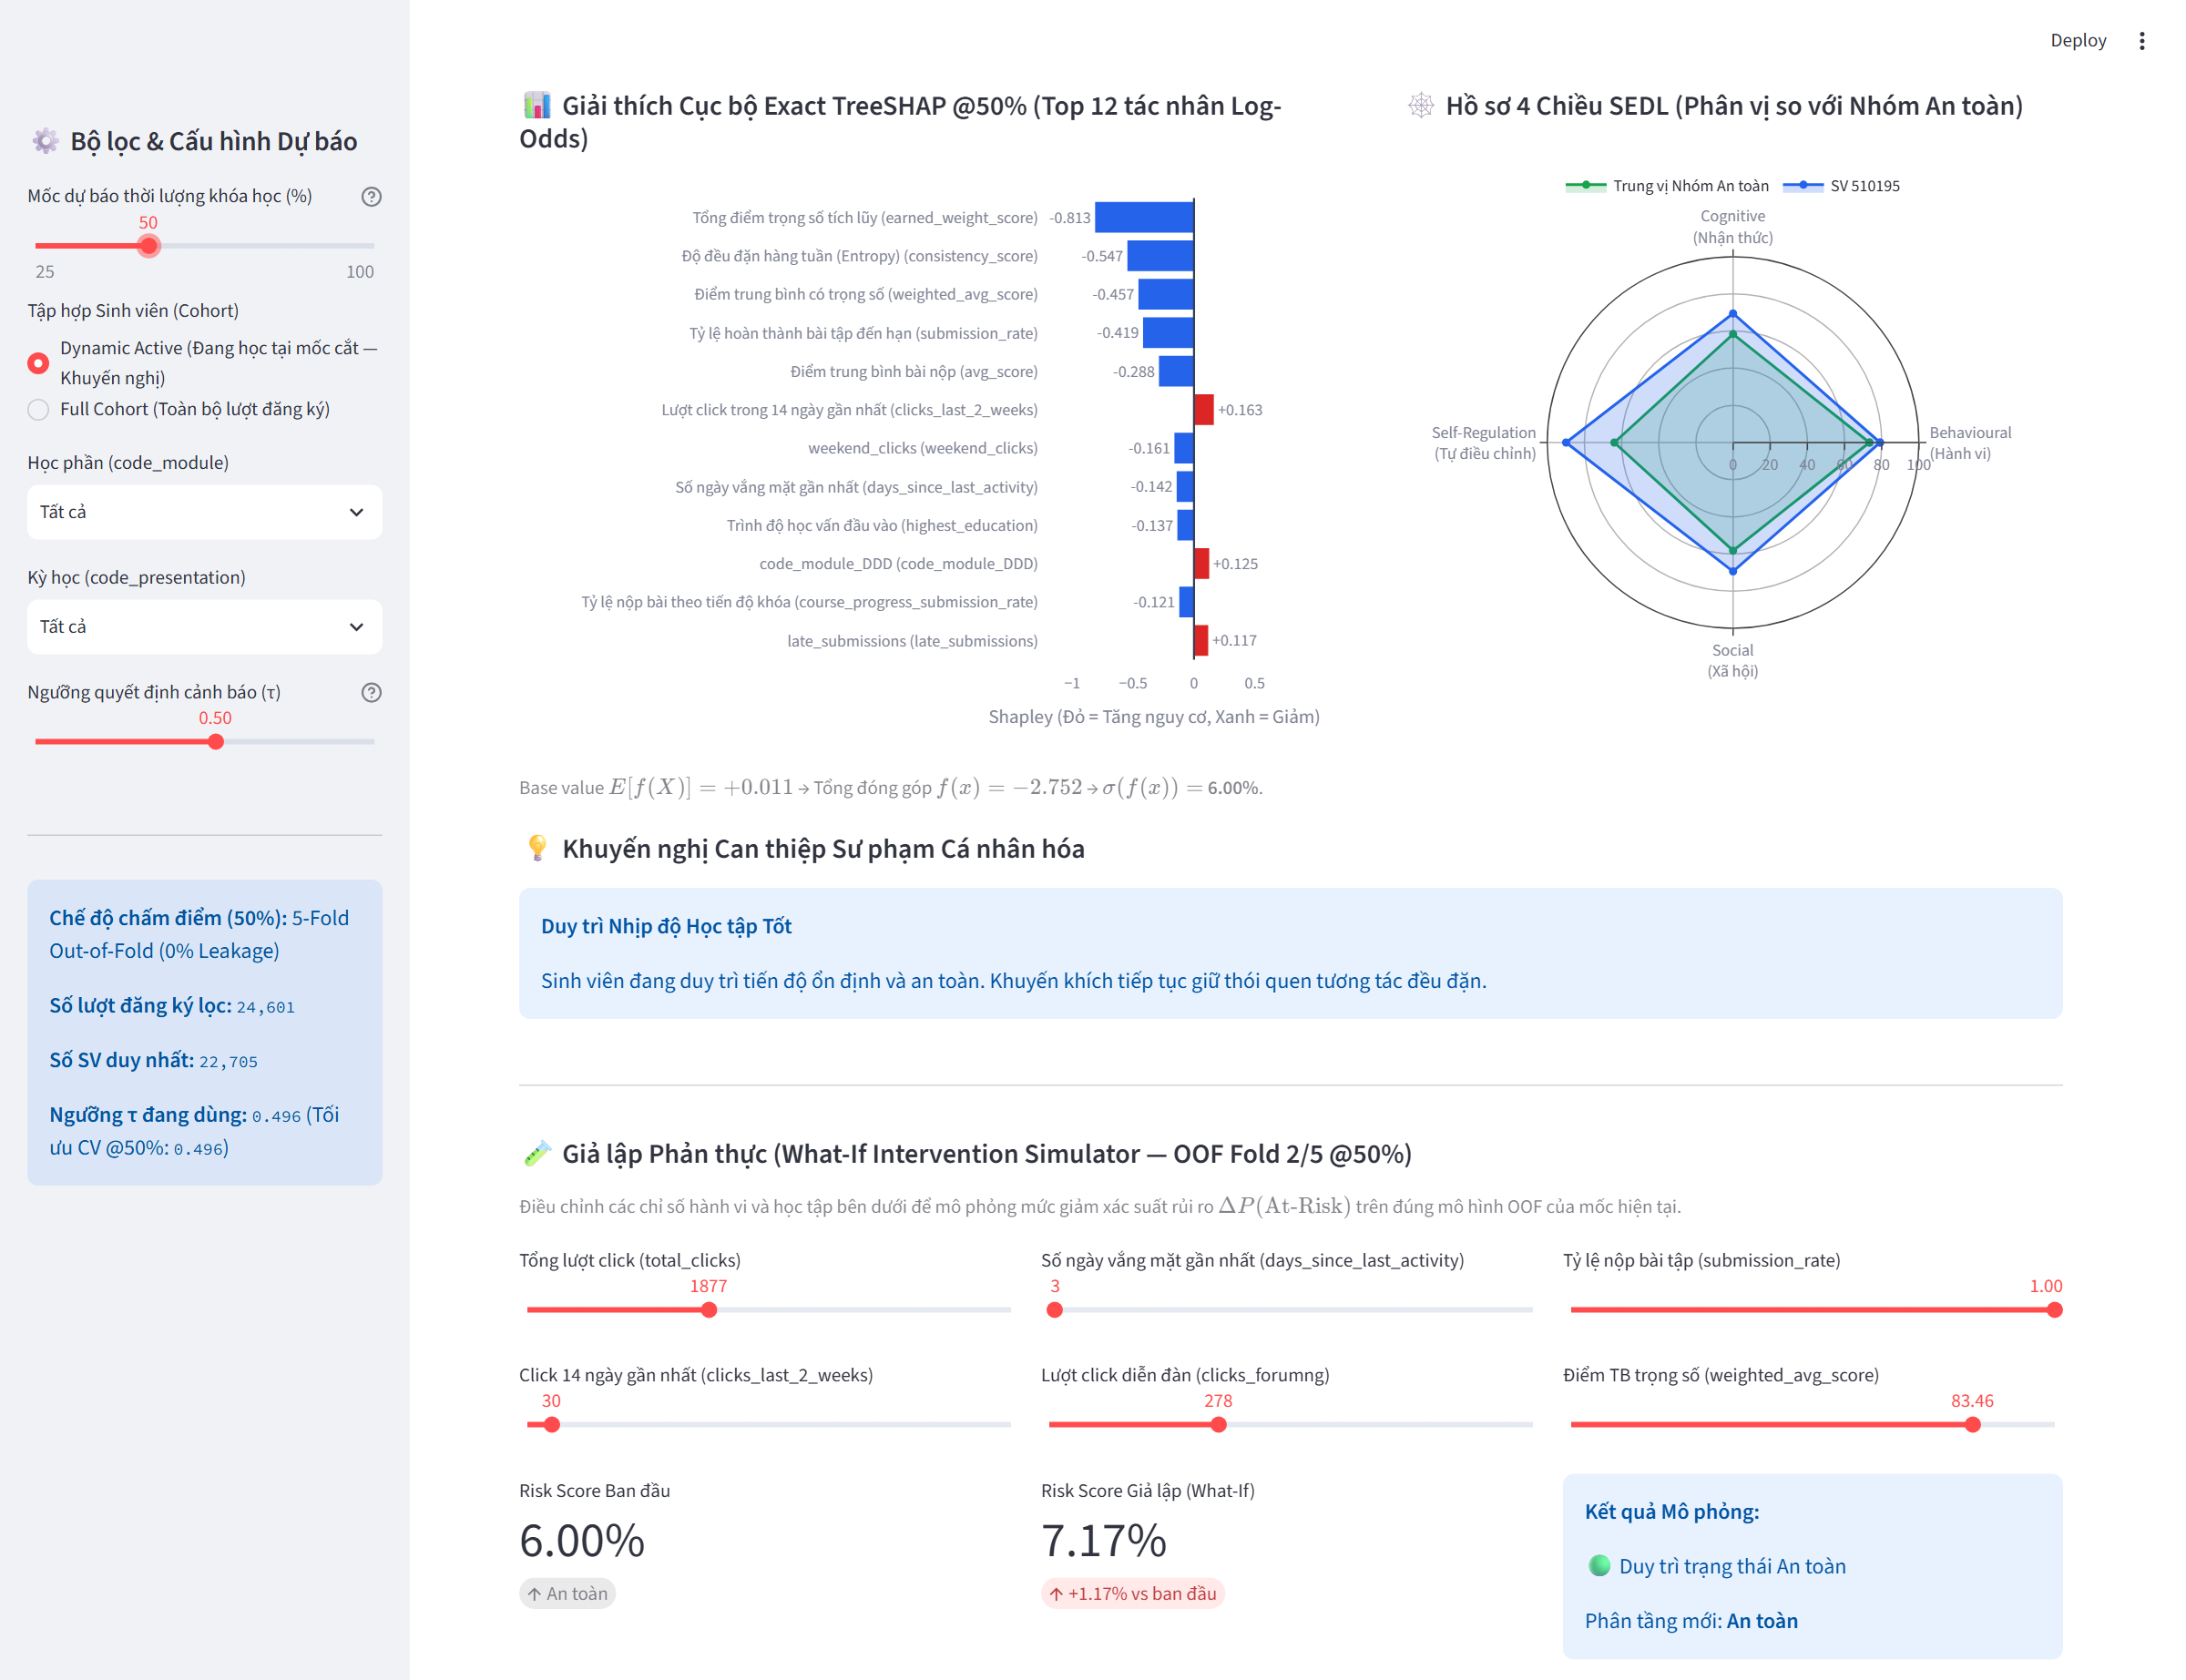 Deploy
Bộ lọc & Cấu hình Dự báo
Mốc dự báo thời lượng khóa học (%)
50
25
100
Tập hợp Sinh viên (Cohort)
Dynamic Active (Đang học tại mốc cắt —
Khuyến nghị)
Full Cohort (Toàn bộ lượt đăng ký)
Học phần (code_module)
Tất cả
Kỳ học (code_presentation)
Tất cả
Ngưỡng quyết định cảnh báo (τ)
0.50
Chế độ chấm điểm (50%): 5-Fold
Out-of-Fold (0% Leakage)
Số lượt đăng ký lọc: 24,601
Số SV duy nhất: 22,705
Ngưỡng τ đang dùng: 0.496 (Tối
ưu CV @50%: 0.496)
Giải thích Cục bộ Exact TreeSHAP @50% (Top 12 tác nhân Log-
Odds)
Tổng điểm trọng số tích lũy (earned_weight_score) -0.813
Độ đều đặn hàng tuần (Entropy) (consistency_score) -0.547
Điểm trung bình có trọng số (weighted_avg_score) -0.457
Tỷ lệ hoàn thành bài tập đến hạn (submission_rate) -0.419
Điểm trung bình bài nộp (avg_score) -0.288
Lượt click trong 14 ngày gần nhất (clicks_last_2_weeks) +0.163
weekend_clicks (weekend_clicks) -0.161
Số ngày vắng mặt gần nhất (days_since_last_activity) -0.142
Trình độ học vấn đầu vào (highest_education) -0.137
code_module_DDD (code_module_DDD) +0.125
Tỷ lệ nộp bài theo tiến độ khóa (course_progress_submission_rate) -0.121
late_submissions (late_submissions) +0.117
−1 −0.5 0 0.5
Shapley (Đỏ = Tăng nguy cơ, Xanh = Giảm)
Hồ sơ 4 Chiều SEDL (Phân vị so với Nhóm An toàn)
Trung vị Nhóm An toàn
SV 510195
Cognitive
(Nhận thức)
Self-Regulation
(Tự điều chỉnh)
Behavioural
(Hành vi)
0 20 40 60 80 100
Social
(Xã hội)
Base value E[f(X)] = +0.011 → Tổng đóng góp f(x) = −2.752 → σ(f(x)) = 6.00%.
Khuyến nghị Can thiệp Sư phạm Cá nhân hóa
Duy trì Nhịp độ Học tập Tốt
Sinh viên đang duy trì tiến độ ổn định và an toàn. Khuyến khích tiếp tục giữ thói quen tương tác đều đặn.
Giả lập Phản thực (What-If Intervention Simulator — OOF Fold 2/5 @50%)
Điều chỉnh các chỉ số hành vi và học tập bên dưới để mô phỏng mức giảm xác suất rủi ro ΔP(At-Risk) trên đúng mô hình OOF của mốc hiện tại.
Tổng lượt click (total_clicks)
1877
Số ngày vắng mặt gần nhất (days_since_last_activity)
3
Tỷ lệ nộp bài tập (submission_rate)
1.00
Click 14 ngày gần nhất (clicks_last_2_weeks)
30
Lượt click diễn đàn (clicks_forumng)
278
Điểm TB trọng số (weighted_avg_score)
83.46
Risk Score Ban đầu
6.00%
↑ An toàn
Risk Score Giả lập (What-If)
7.17%
↑ +1.17% vs ban đầu
Kết quả Mô phỏng:
Duy trì trạng thái An toàn
Phân tầng mới: An toàn